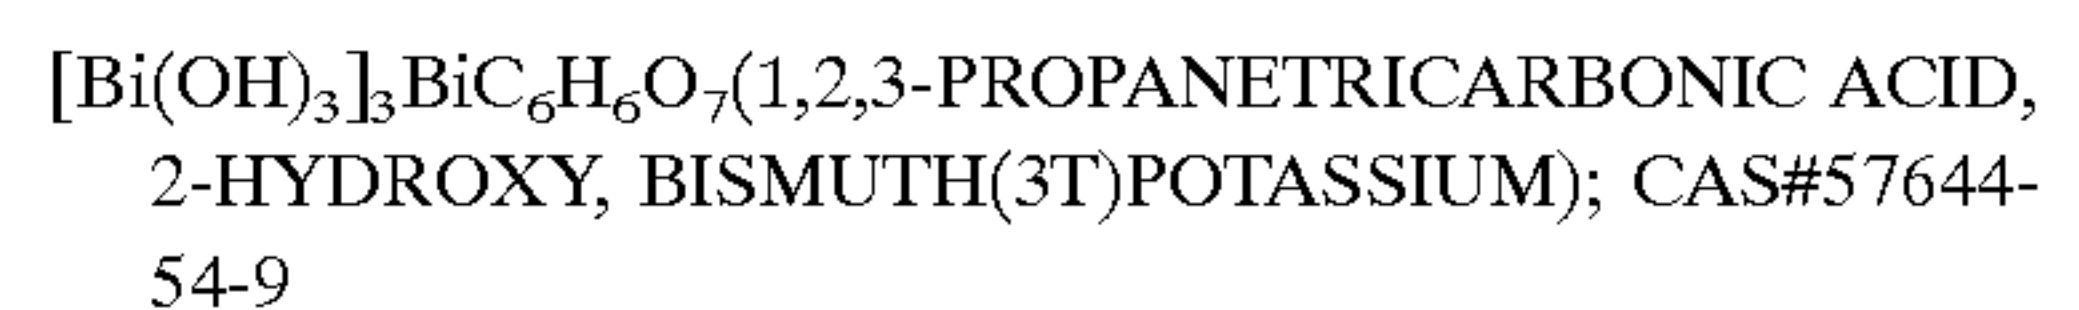 [Bi(OH)₃]₃BiC₆H₆O₇(1,2,3-PROPANETRICARBONIC ACID,
2-HYDROXY, BISMUTH(3T)POTASSIUM); CAS#57644-
54-9